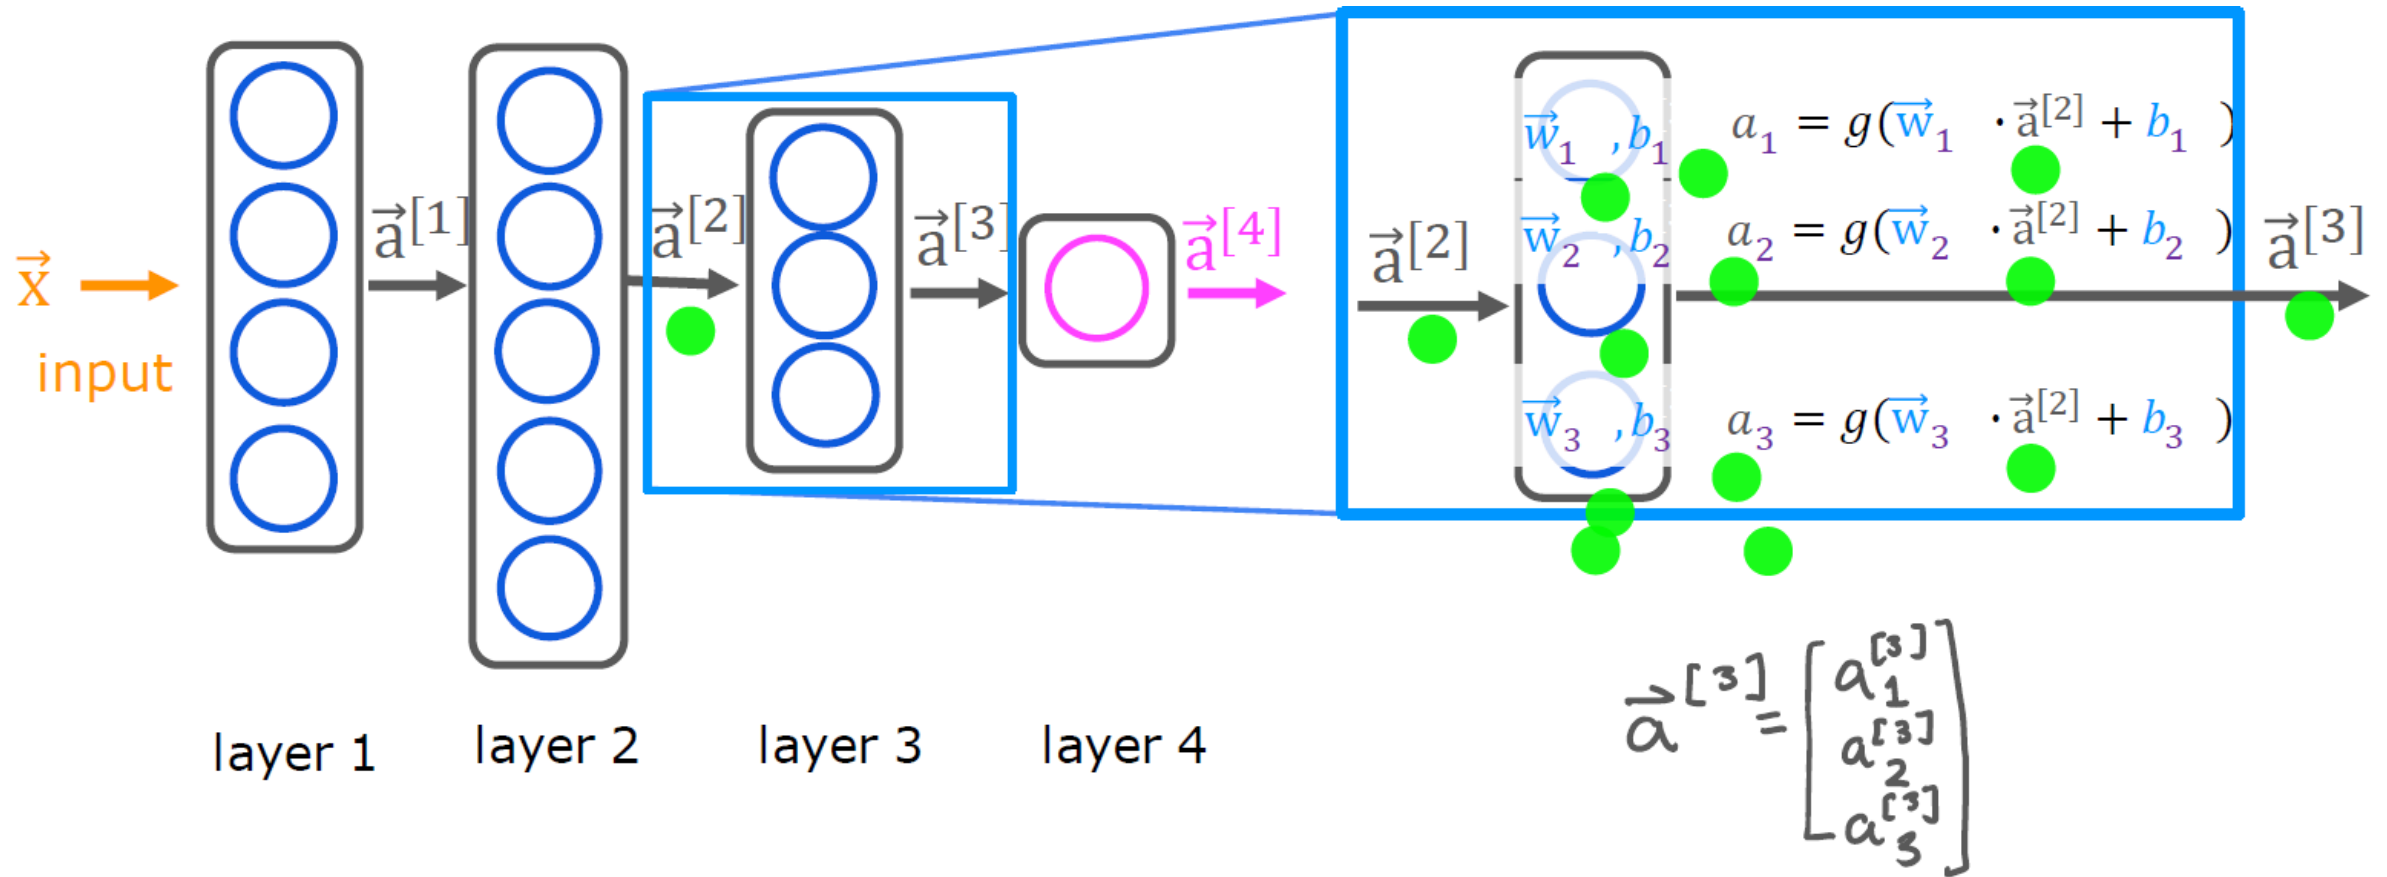 x⃗
input
a⃗[1]
a⃗[2]
a⃗[3]
a⃗[4]
layer 1
layer 2
layer 3
layer 4
a⃗[2]
w⃗1 , b1
w⃗2 , b2
w⃗3 , b3
a1 = g(w⃗1 · a⃗[2] + b1 )
a2 = g(w⃗2 · a⃗[2] + b2 )
a3 = g(w⃗3 · a⃗[2] + b3 )
a⃗[3]
a⃗[3] = [ a1[3]
a2[3]
a3[3] ]